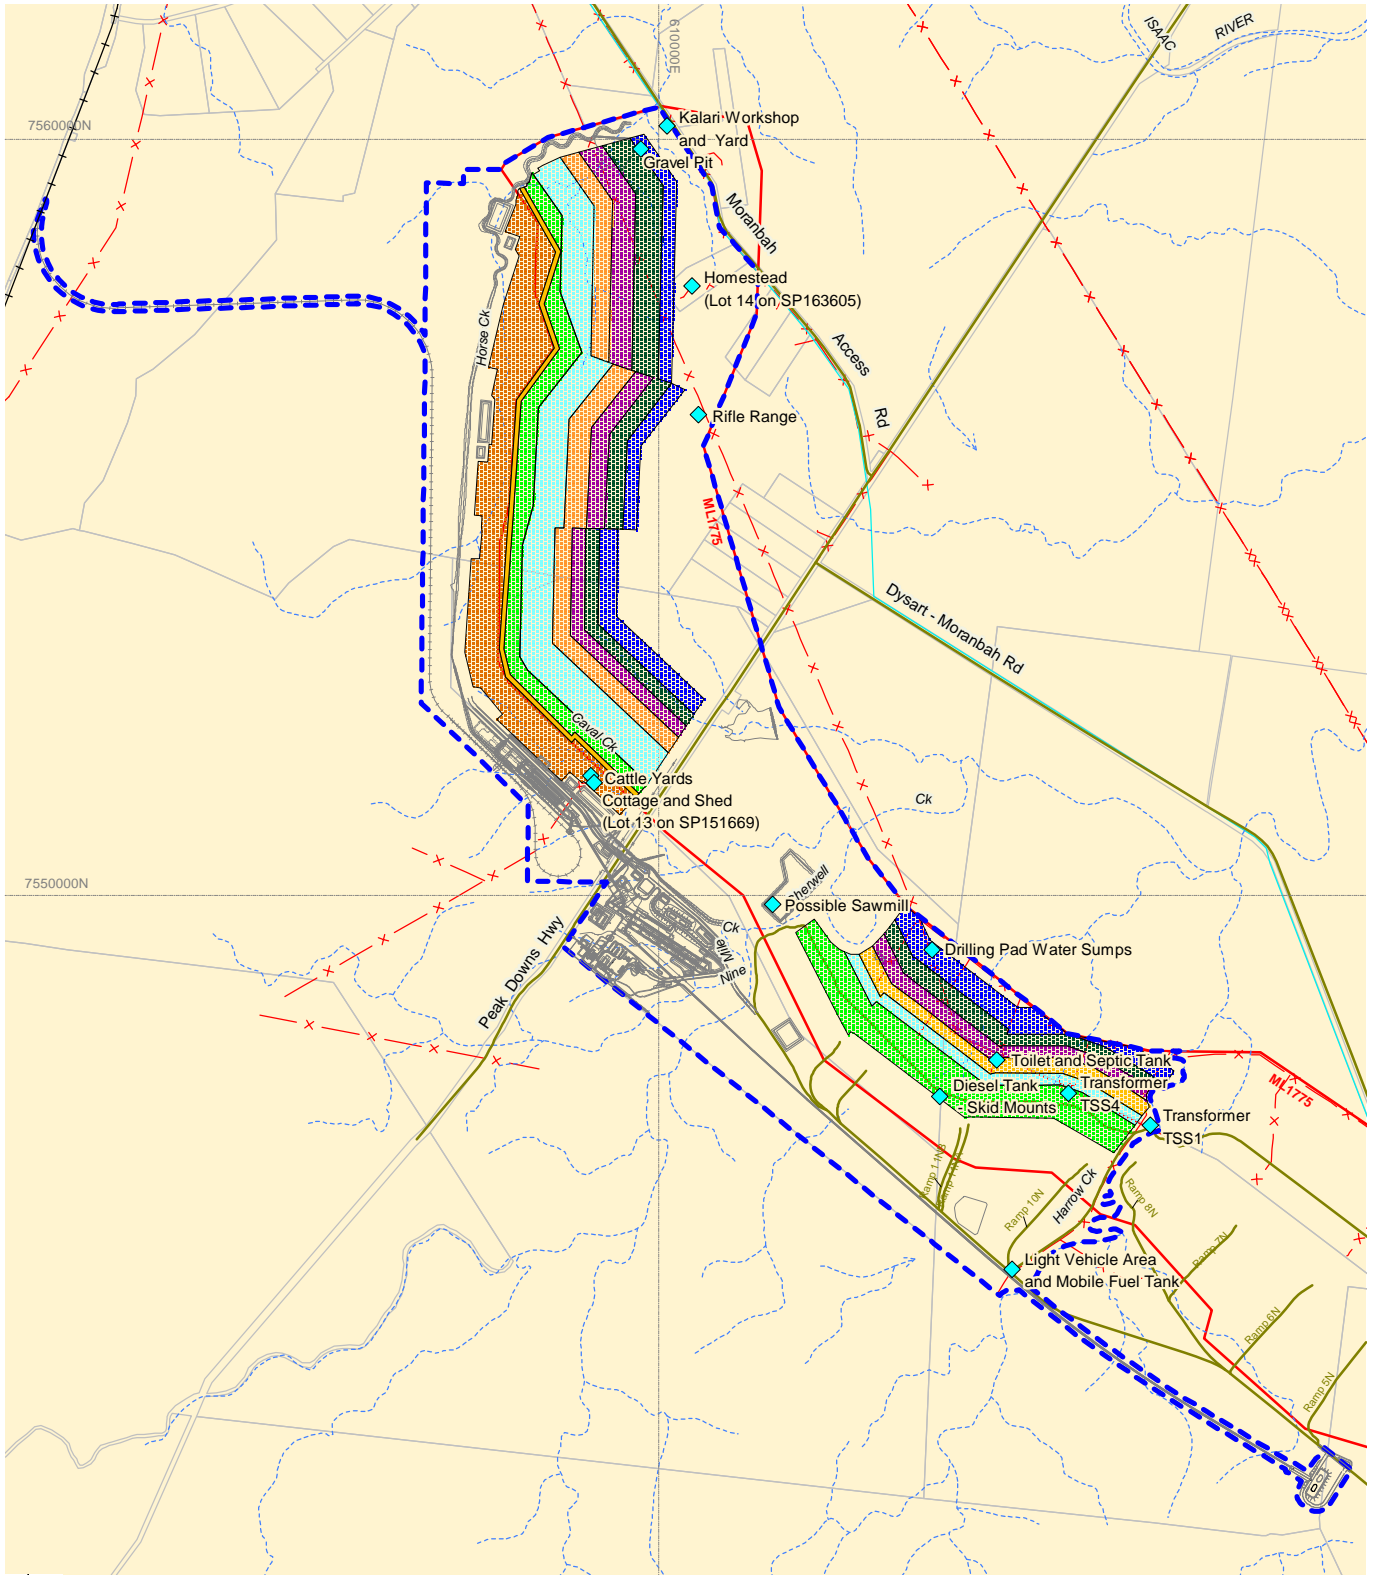 ISAAC
RIVER
610000E
7560000N
Kalari Workshop
and Yard
Gravel Pit
Moranbah
Homestead
(Lot 14 on SP163605)
Access
Rd
Horse Ck
Rifle Range
ML1775
Dysart - Moranbah Rd
Caval Ck
Cattle Yards
Cottage and Shed
(Lot 13 on SP151669)
Ck
7550000N
Cherwell
Possible Sawmill
Peak Downs Hwy
Ck
Mile
Nine
Drilling Pad Water Sumps
Toilet and Septic Tank
Diesel Tank
- Skid Mounts
Transformer
TSS4
ML1775
Transformer
TSS1
Ramp 11NB
Harrow Ck
Ramp 10N
Ramp 8N
Ramp 7N
Light Vehicle Area
and Mobile Fuel Tank
Ramp 6N
Ramp 5N